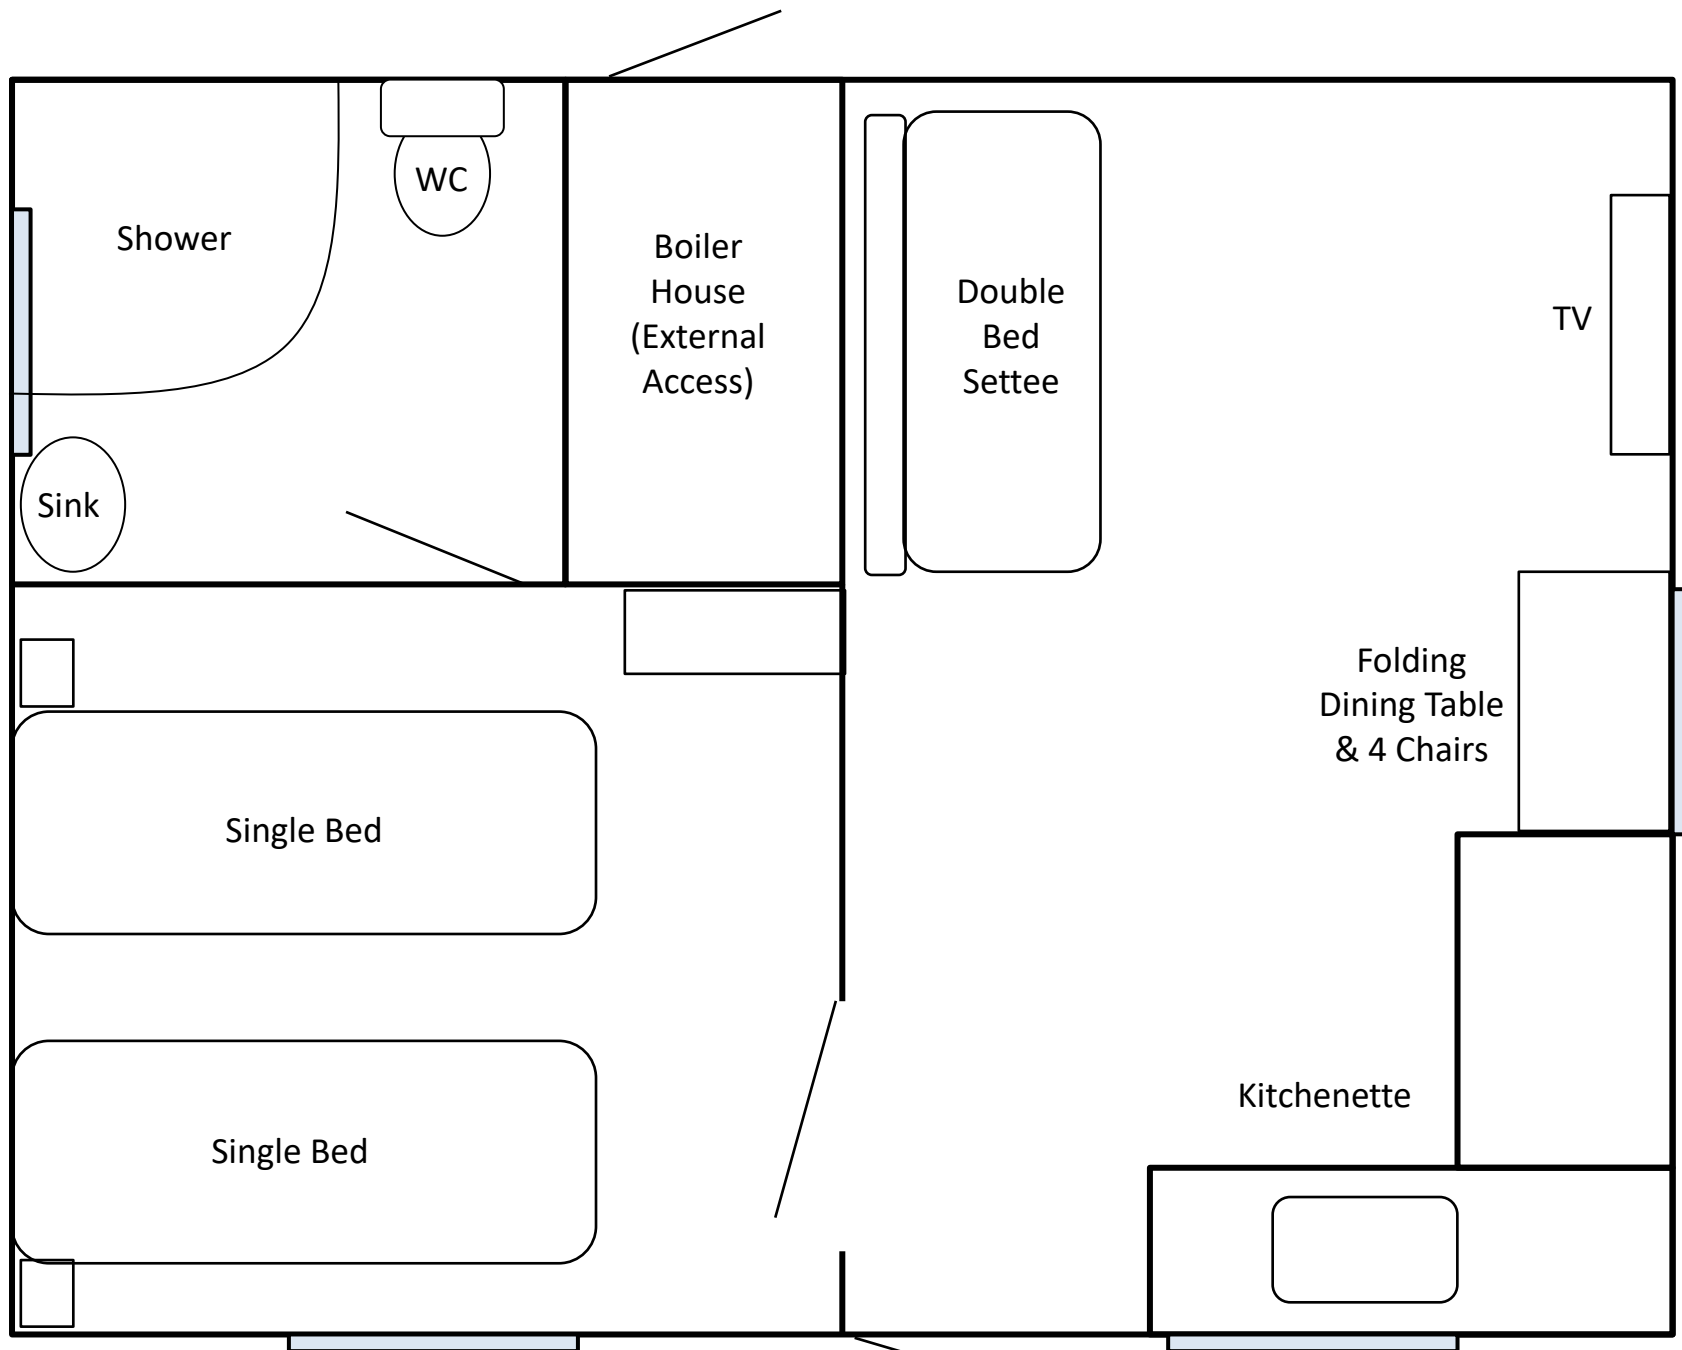 Shower
WC
Sink
Boiler
House
(External
Access)
Double
Bed
Settee
TV
Folding
Dining Table
& 4 Chairs
Single Bed
Single Bed
Kitchenette